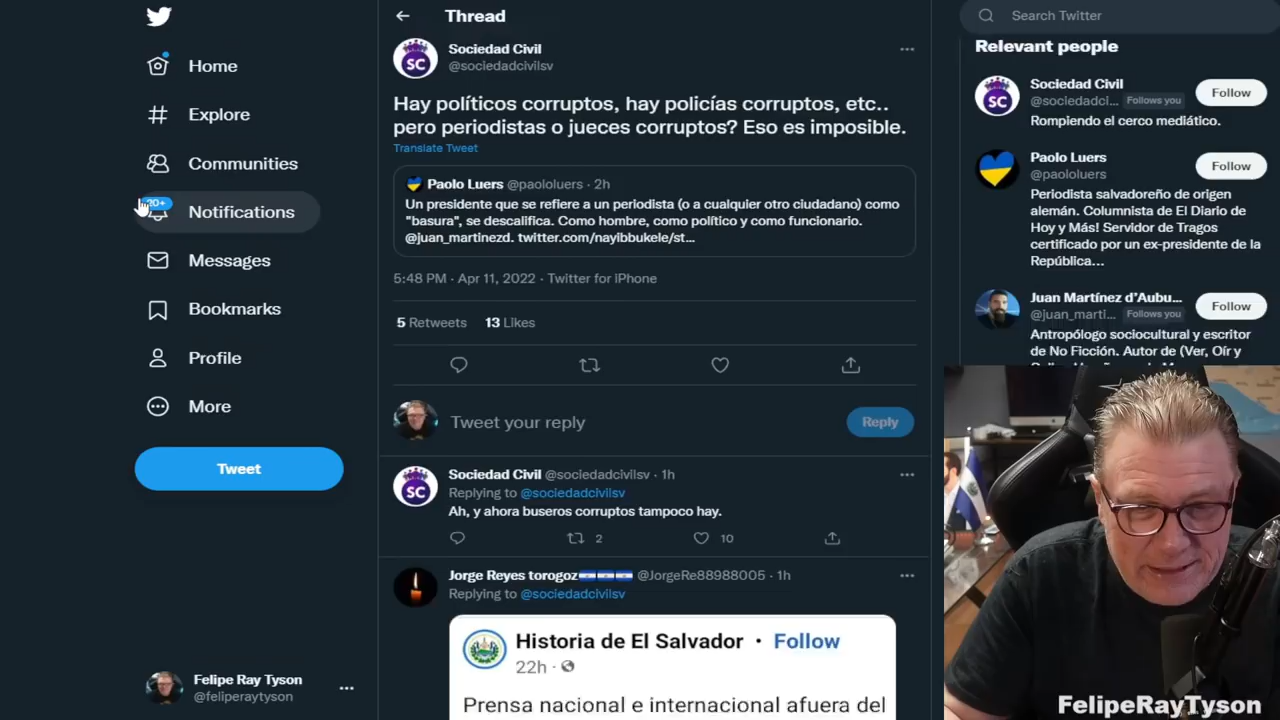 Home
Explore
Communities
20+
Notifications
Messages
Bookmarks
Profile
More
Tweet
Felipe Ray Tyson
@feliperaytyson
Thread
SC
Sociedad Civil
@sociedadcivilsv
Hay políticos corruptos, hay policías corruptos, etc..
pero periodistas o jueces corruptos? Eso es imposible.
Translate Tweet
Paolo Luers @paololuers · 2h
Un presidente que se refiere a un periodista (o a cualquier otro ciudadano) como
"basura", se descalifica. Como hombre, como político y como funcionario.
@juan_martinezd. twitter.com/nayibbukele/st...
5:48 PM · Apr 11, 2022 · Twitter for iPhone
5 Retweets 13 Likes
Tweet your reply
Reply
SC
Sociedad Civil @sociedadcivilsv · 1h
Replying to @sociedadcivilsv
Ah, y ahora buseros corruptos tampoco hay.
2 10
Jorge Reyes torogoz @JorgeRe88988005 · 1h
Replying to @sociedadcivilsv
Historia de El Salvador · Follow
22h ·
Prensa nacional e internacional afuera del
Search Twitter
Relevant people
SC
Sociedad Civil
@sociedadci... Follows you
Follow
Rompiendo el cerco mediático.
Paolo Luers
@paololuers
Follow
Periodista salvadoreño de origen
alemán. Columnista de El Diario de
Hoy y Más! Servidor de Tragos
certificado por un ex-presidente de la
República...
Juan Martínez d'Aubu...
@juan_marti... Follows you
Follow
Antropólogo sociocultural y escritor
de No Ficción. Autor de (Ver, Oír y
FelipeRayTyson